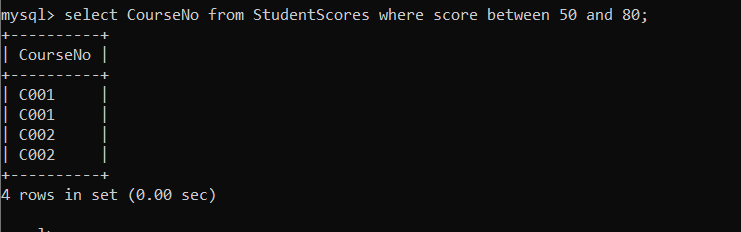 mysql> select CourseNo from StudentScores where score between 50 and 80;
+----------+
| CourseNo |
+----------+
| C001     |
| C001     |
| C002     |
| C002     |
+----------+
4 rows in set (0.00 sec)